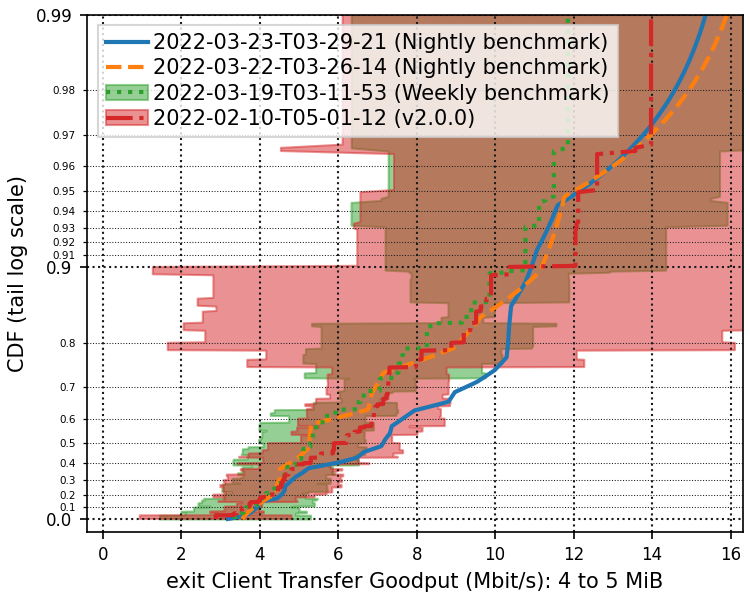 0.99
0.98
0.97
0.96
0.95
0.94
0.93
0.92
0.91
0.9
0.8
0.7
0.6
0.5
0.4
0.3
0.2
0.1
0.0
CDF (tail log scale)
2022-03-23-T03-29-21 (Nightly benchmark)
2022-03-22-T03-26-14 (Nightly benchmark)
2022-03-19-T03-11-53 (Weekly benchmark)
2022-02-10-T05-01-12 (v2.0.0)
0 2 4 6 8 10 12 14 16
exit Client Transfer Goodput (Mbit/s): 4 to 5 MiB